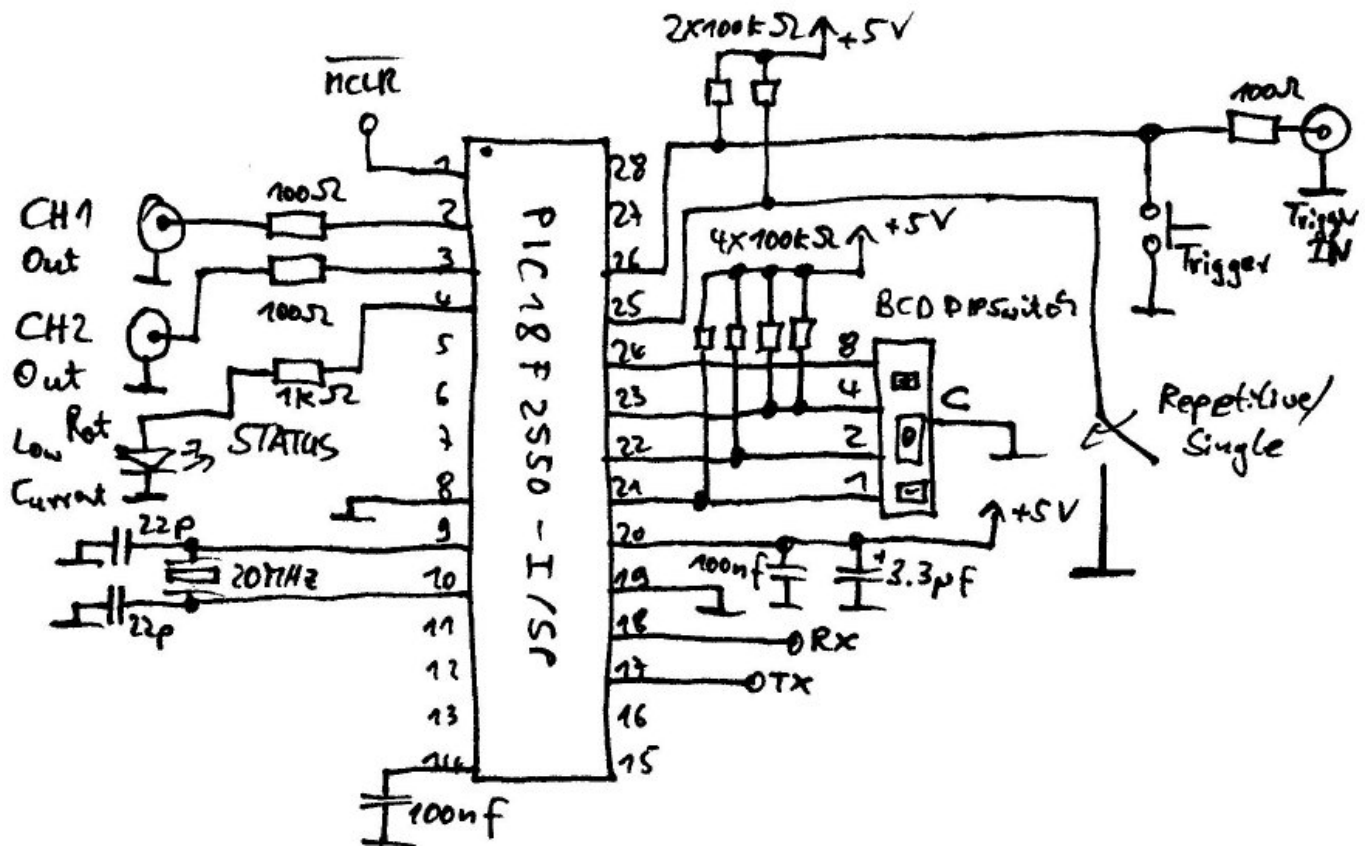 2x100kΩ +5V
MCLR
100Ω
1
28
CH1
Out
100Ω
2
27
3
26
100Ω
CH2
Out
4
25
4x100kΩ +5V
Trigger
Trigger
IN
BCD DIP Switch
5
24
8
1kΩ
6
23
4
C
Repetitive/
Single
Rot
Low
Current
STATUS
7
22
2
8
21
1
22p
9
20
+5V
20MHz
100nf
+
3.3µf
10
19
22p
11
18
RX
12
17
TX
13
16
14
15
100nf
PIC18F2550-I/SP